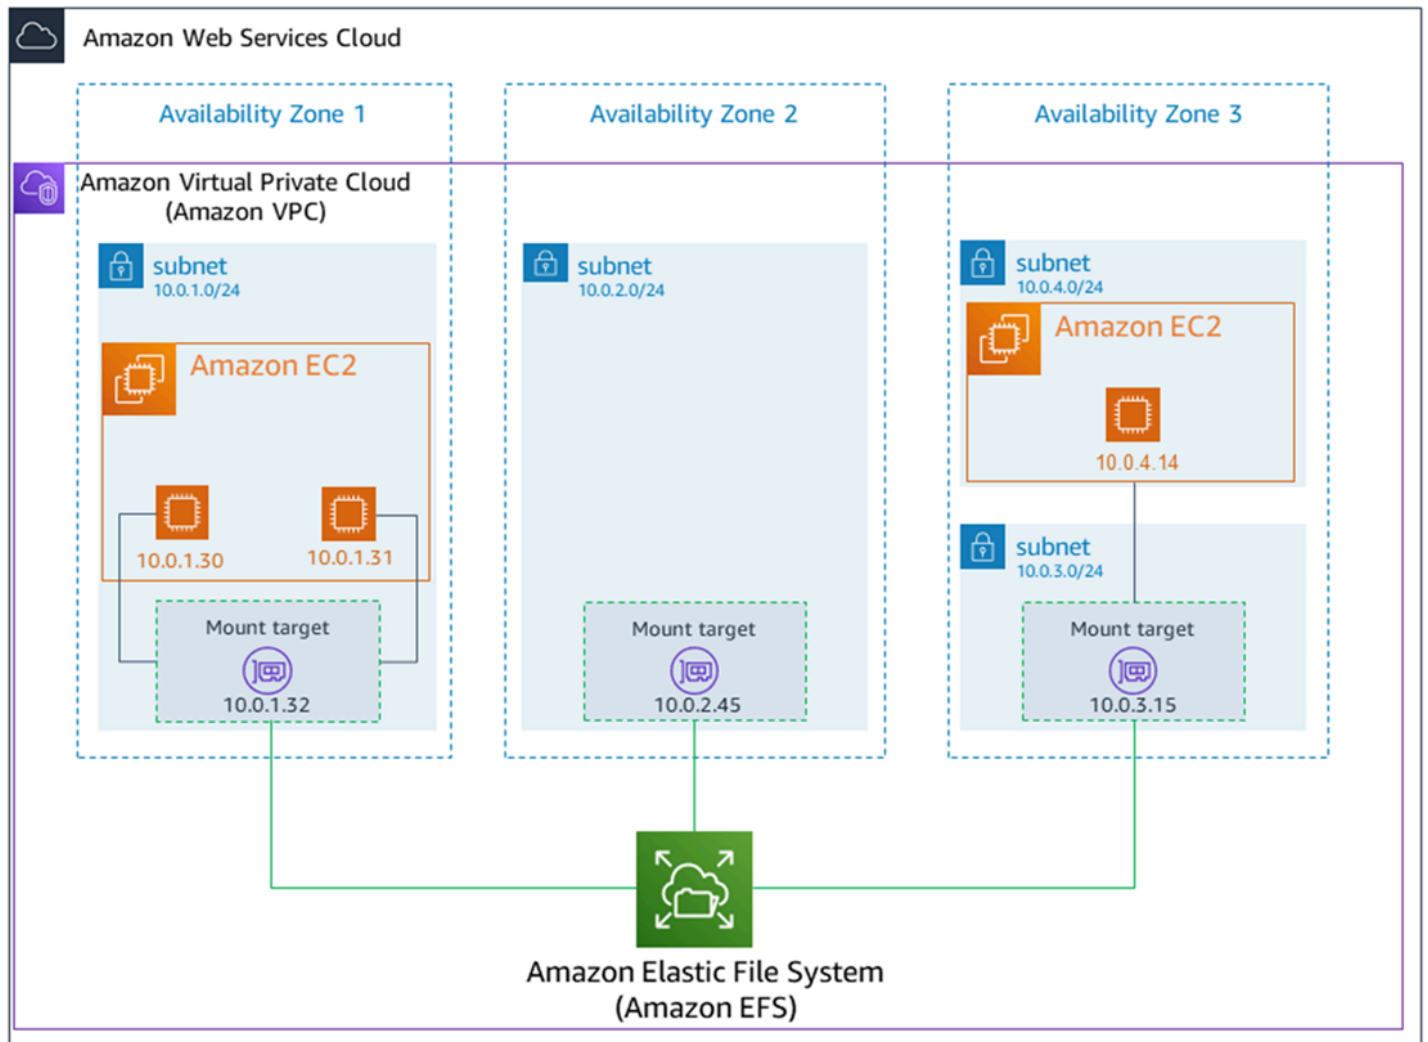 Amazon Web Services Cloud
Availability Zone 1
Availability Zone 2
Availability Zone 3
Amazon Virtual Private Cloud
(Amazon VPC)
subnet
10.0.1.0/24
Amazon EC2
10.0.1.30
10.0.1.31
Mount target
10.0.1.32
subnet
10.0.2.0/24
Mount target
10.0.2.45
subnet
10.0.4.0/24
Amazon EC2
10.0.4.14
subnet
10.0.3.0/24
Mount target
10.0.3.15
Amazon Elastic File System
(Amazon EFS)